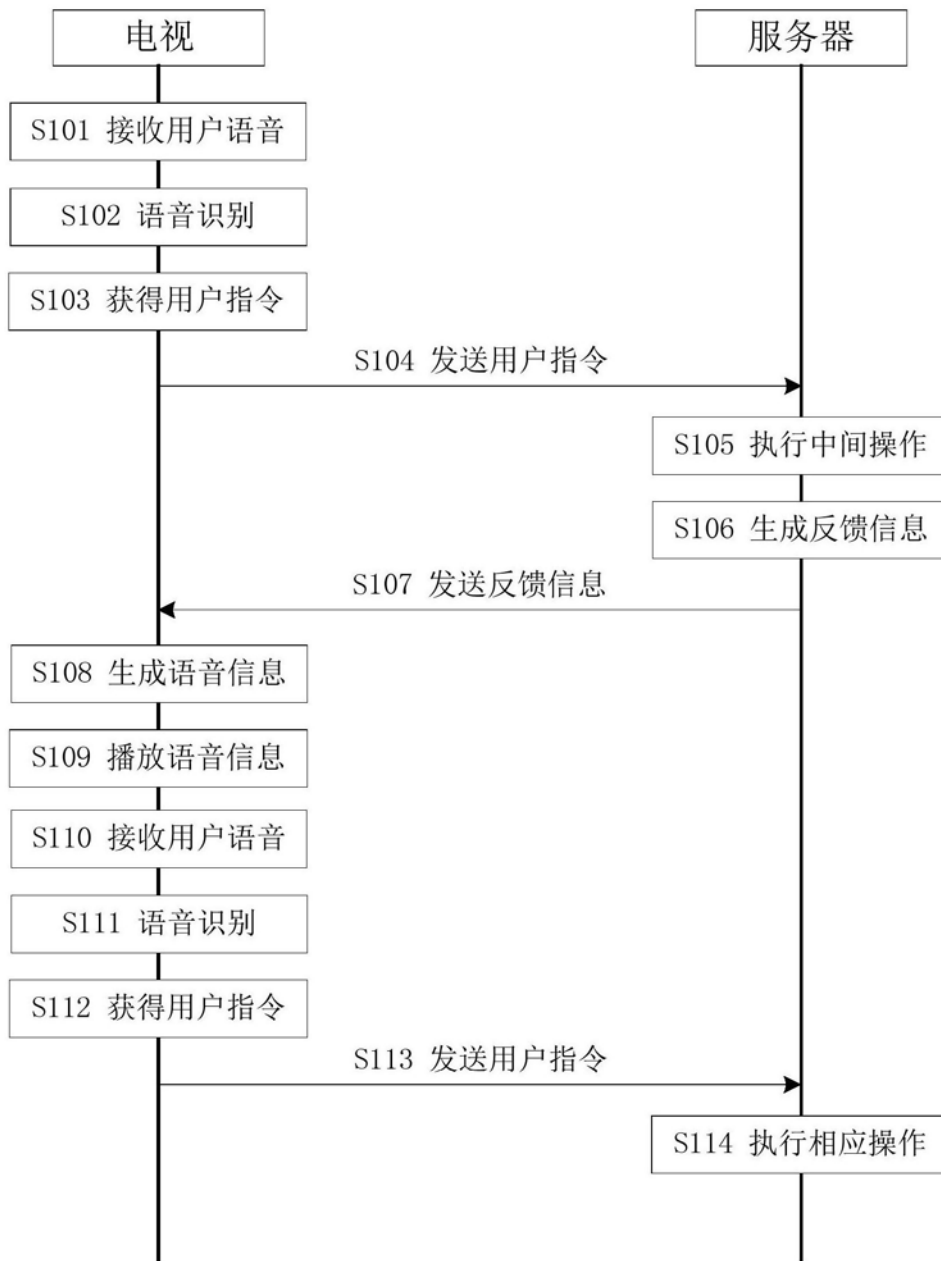 电视
服务器
S101 接收用户语音
S102 语音识别
S103 获得用户指令
S104 发送用户指令
S105 执行中间操作
S106 生成反馈信息
S107 发送反馈信息
S108 生成语音信息
S109 播放语音信息
S110 接收用户语音
S111 语音识别
S112 获得用户指令
S113 发送用户指令
S114 执行相应操作